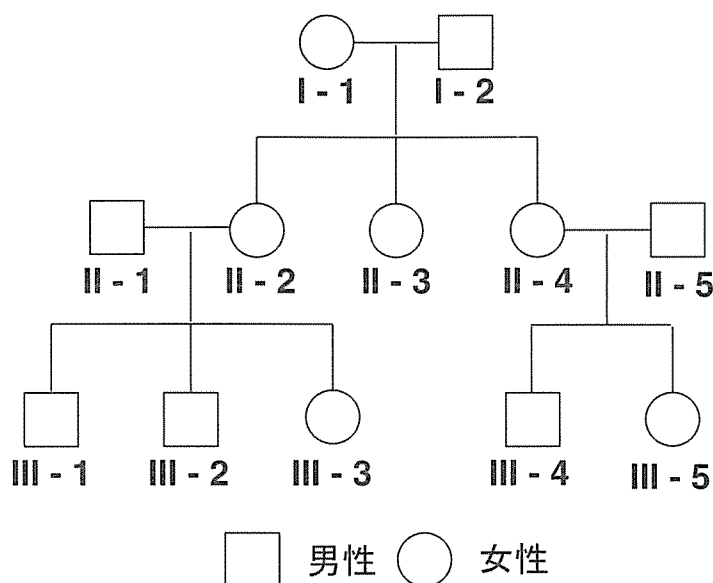 I - 1 I - 2
II - 1 II - 2 II - 3 II - 4 II - 5
III - 1 III - 2 III - 3 III - 4 III - 5
男性 女性